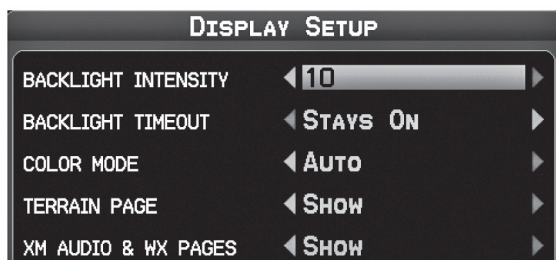 DISPLAY SETUP
BACKLIGHT INTENSITY 10
BACKLIGHT TIMEOUT STAYS ON
COLOR MODE AUTO
TERRAIN PAGE SHOW
XM AUDIO & WX PAGES SHOW